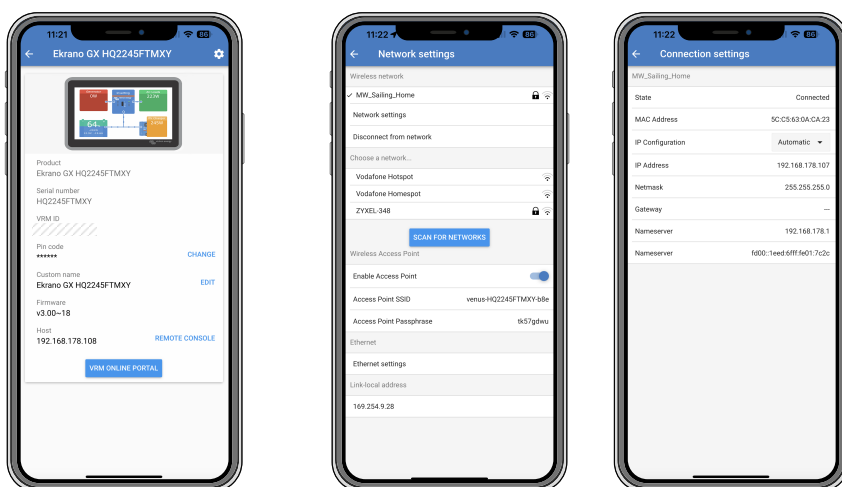 11:21
86
Ekrano GX HQ2245FTMXY
64
Product
Ekrano GX HQ2245FTMXY
Serial number
HQ2245FTMXY
VRM ID
Pin code
****** CHANGE
Custom name
Ekrano GX HQ2245FTMXY EDIT
Firmware
v3.00~18
Host
192.168.178.108 REMOTE CONSOLE
VRM ONLINE PORTAL
11:22
86
Network settings
Wireless network
MW_Sailing_Home
Network settings
Disconnect from network
Choose a network...
Vodafone Hotspot
Vodafone Homespot
ZYXEL-348
SCAN FOR NETWORKS
Wireless Access Point
Enable Access Point
Access Point SSID venus-HQ2245FTMXY-b8e
Access Point Passphrase tk57gdwu
Ethernet
Ethernet settings
Link-local address
169.254.9.28
11:22
86
Connection settings
MW_Sailing_Home
State Connected
MAC Address 5C:C5:63:0A:CA:23
IP Configuration Automatic
IP Address 192.168.178.107
Netmask 255.255.255.0
Gateway —
Nameserver 192.168.178.1
Nameserver fd00::1eed:6fff:fe01:7c2c